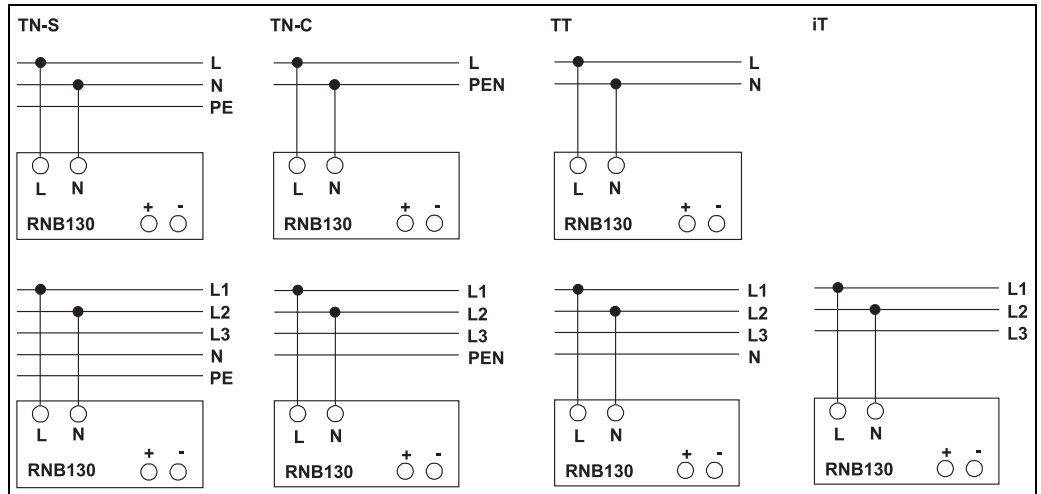 TN-S TN-C TT iT
L L L
N PEN N
PE
L N L N L N
+ - + - + -
RNB130 RNB130 RNB130
L1 L1 L1 L1
L2 L2 L2 L2
L3 L3 L3 L3
N PEN N
PE
L N L N L N L N
+ - + - + - + -
RNB130 RNB130 RNB130 RNB130